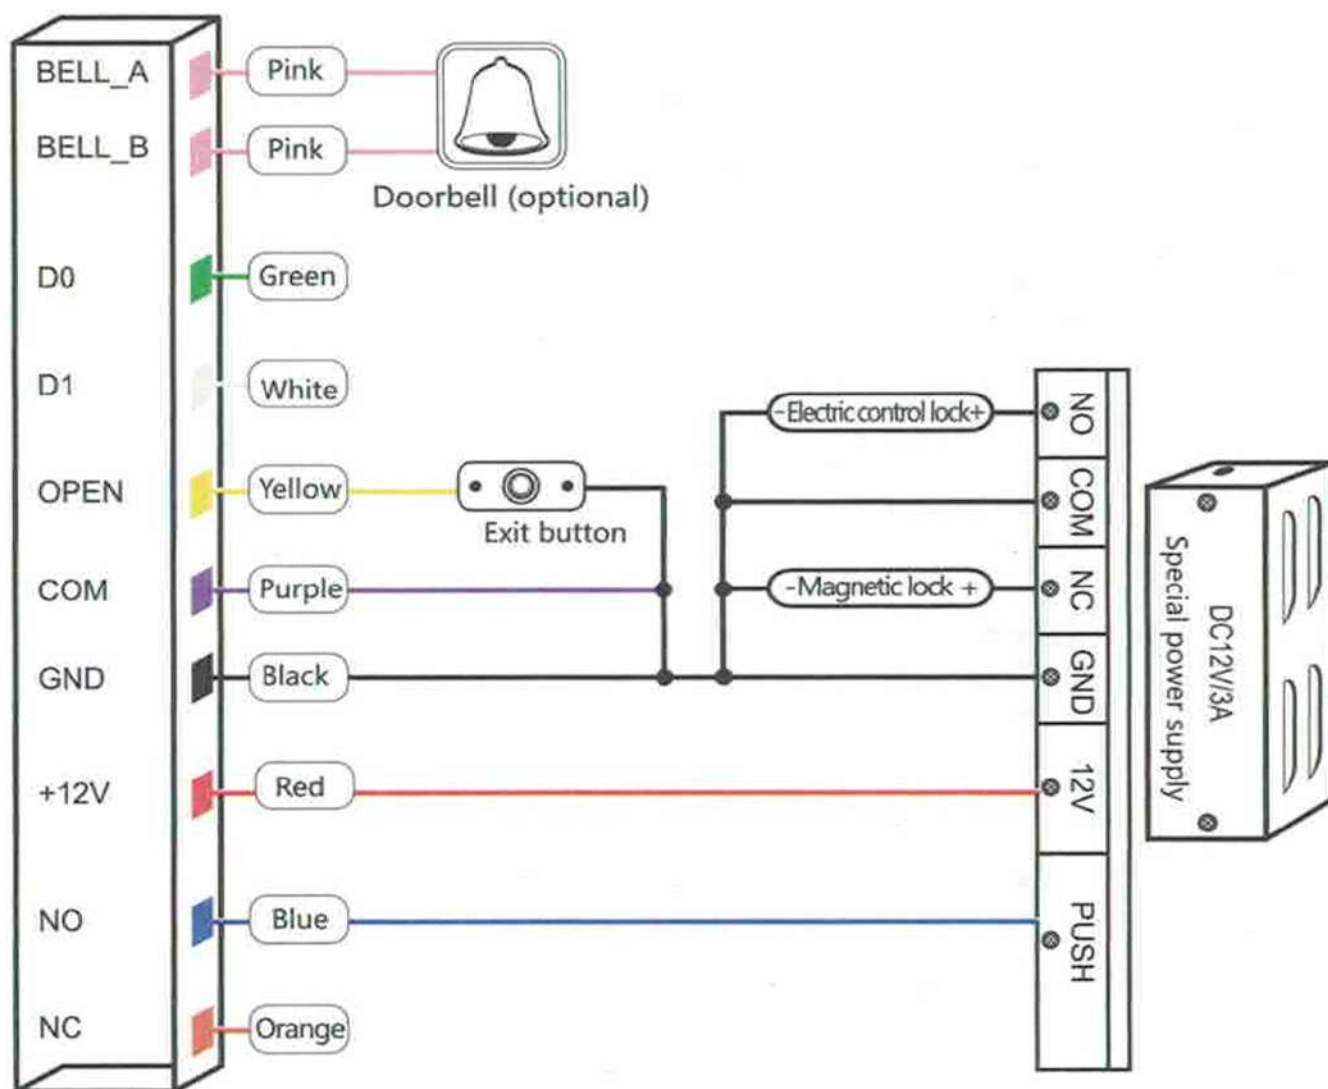 BELL_A
Pink
BELL_B
Pink
Doorbell (optional)
D0
Green
D1
White
OPEN
Yellow
Exit button
COM
Purple
GND
Black
+12V
Red
NO
Blue
NC
Orange
-Electric control lock+
-Magnetic lock +
NO
COM
NC
GND
12V
PUSH
DC12V/3A
Special power supply